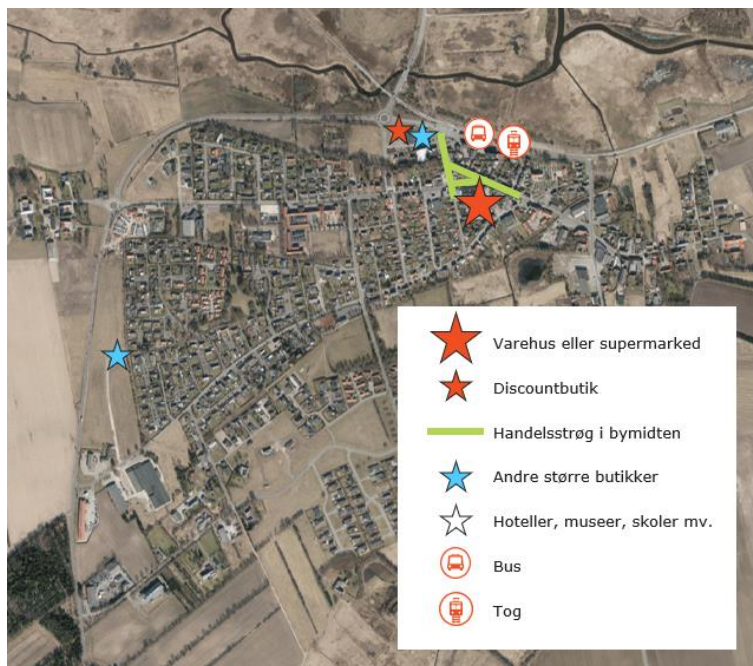 Varehus eller supermarked
Discountbutik
Handelsstrøg i bymidten
Andre større butikker
Hoteller, museer, skoler mv.
Bus
Tog